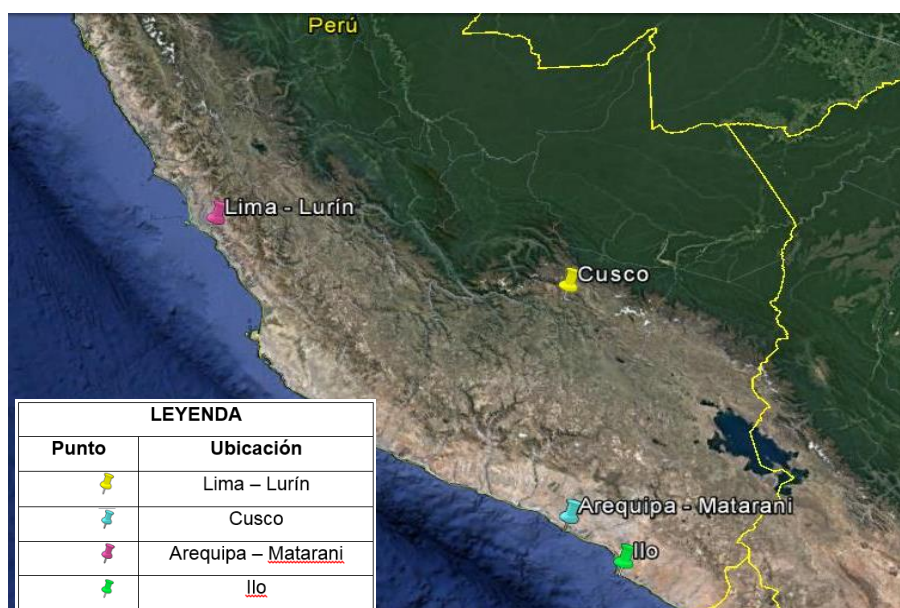 Perú
Lima - Lurín
Cusco
Arequipa - Matarani
Ilo
LEYENDA
Punto Ubicación
Lima – Lurín
Cusco
Arequipa – Matarani
Ilo